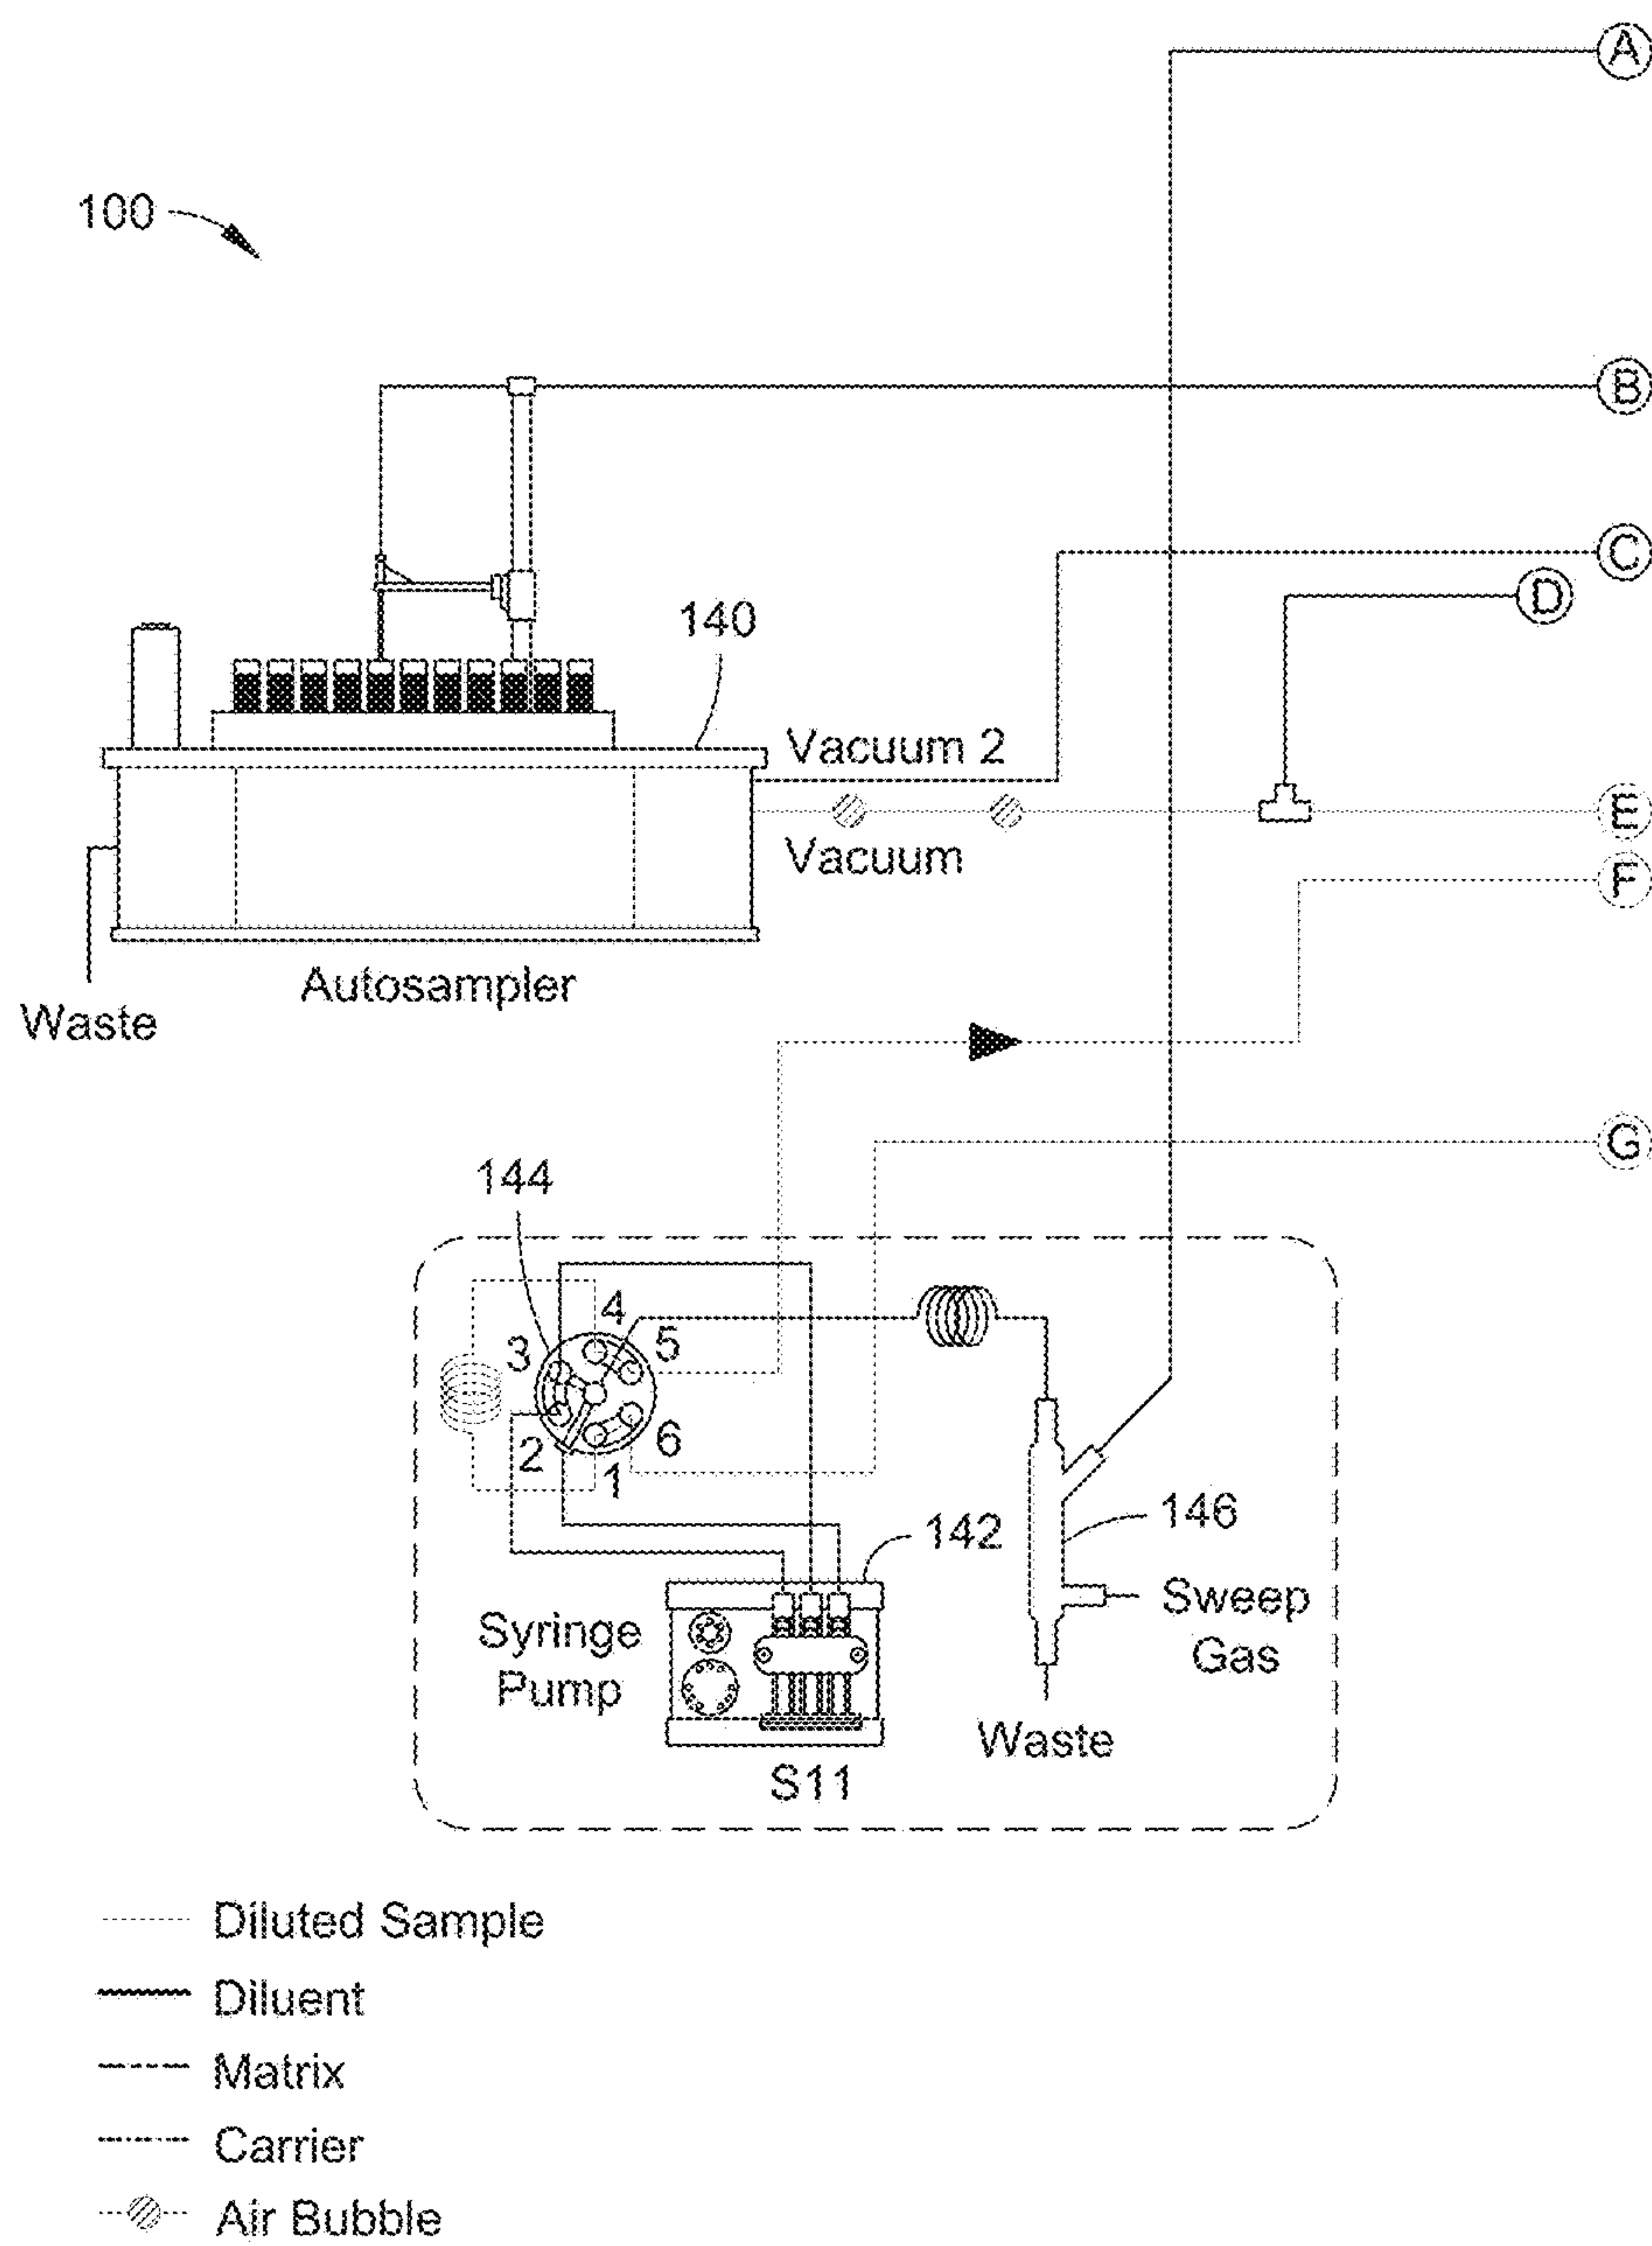 A
100
B
C
D
140
Vacuum 2
E
Vacuum
F
Autosampler
Waste
G
144
4
3
5
2
6
1
142
146
Syringe
Pump
Sweep
Gas
Waste
S11
Diluted Sample
Diluent
Matrix
Carrier
Air Bubble